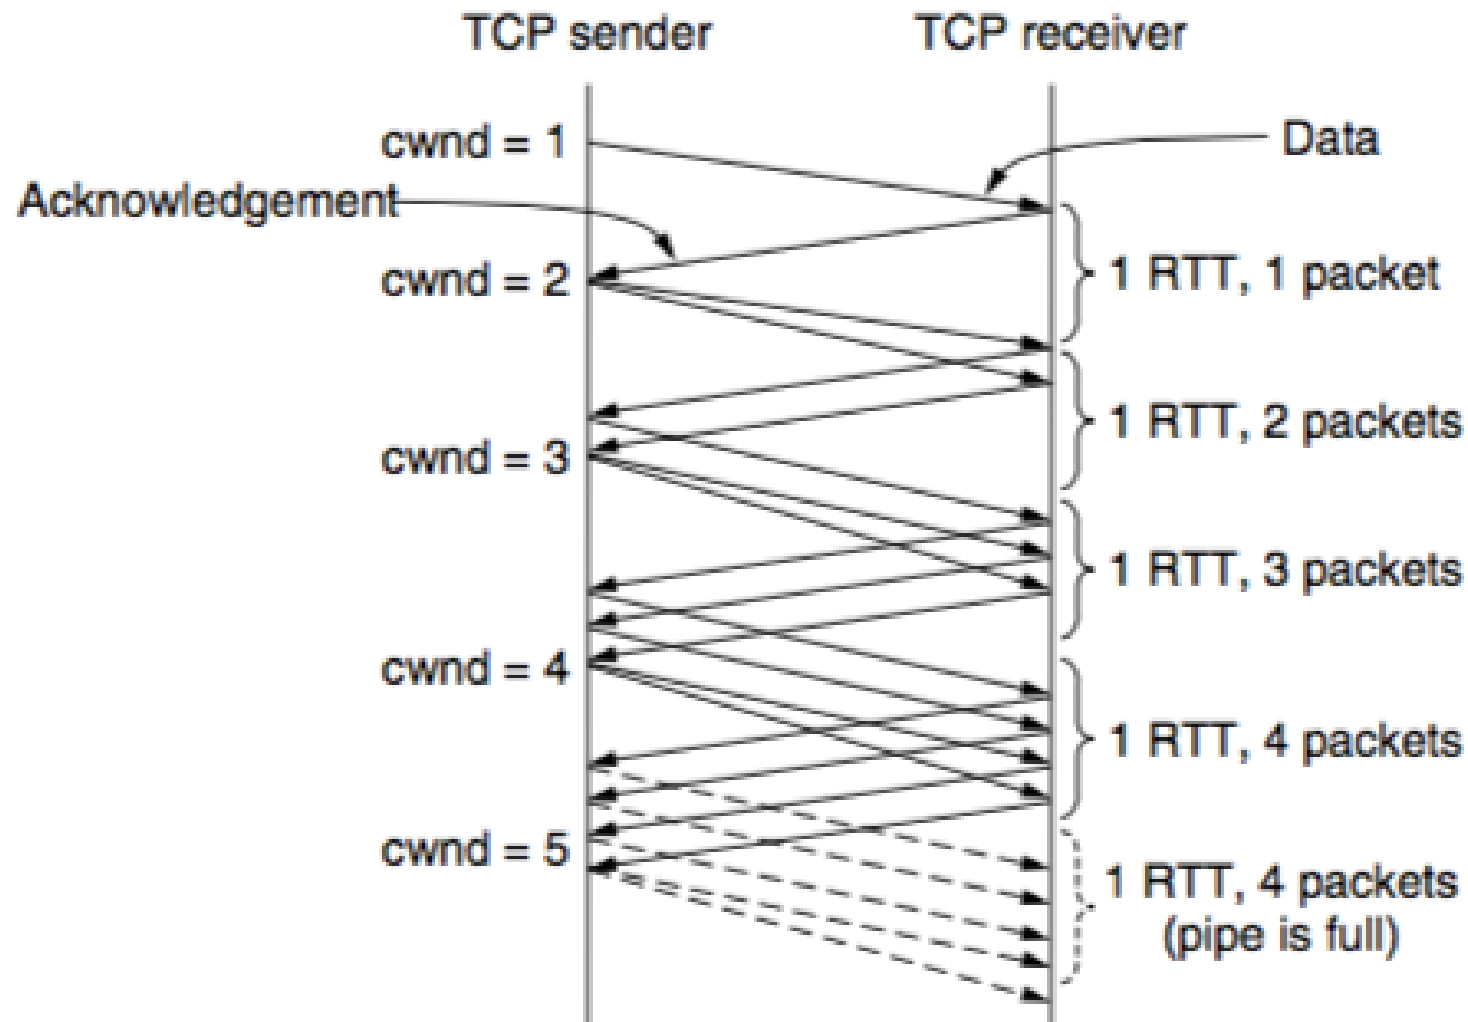 TCP sender
TCP receiver
cwnd = 1
Data
Acknowledgement
cwnd = 2
1 RTT, 1 packet
1 RTT, 2 packets
cwnd = 3
1 RTT, 3 packets
cwnd = 4
1 RTT, 4 packets
cwnd = 5
1 RTT, 4 packets
(pipe is full)